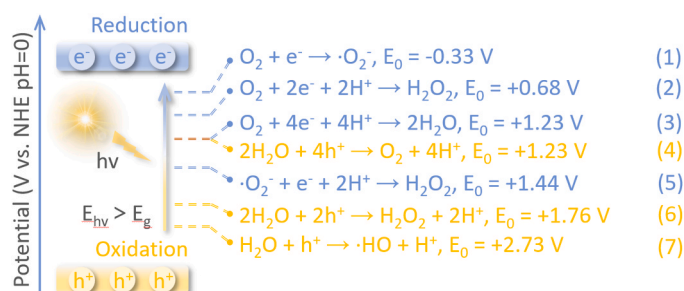 Potential (V vs. NHE pH=0)
Reduction
e⁻ e⁻ e⁻
hν
E_hν > E_g
Oxidation
h⁺ h⁺ h⁺
O₂ + e⁻ → ·O₂⁻, E₀ = -0.33 V (1)
O₂ + 2e⁻ + 2H⁺ → H₂O₂, E₀ = +0.68 V (2)
O₂ + 4e⁻ + 4H⁺ → 2H₂O, E₀ = +1.23 V (3)
2H₂O + 4h⁺ → O₂ + 4H⁺, E₀ = +1.23 V (4)
·O₂⁻ + e⁻ + 2H⁺ → H₂O₂, E₀ = +1.44 V (5)
2H₂O + 2h⁺ → H₂O₂ + 2H⁺, E₀ = +1.76 V (6)
H₂O + h⁺ → ·HO + H⁺, E₀ = +2.73 V (7)